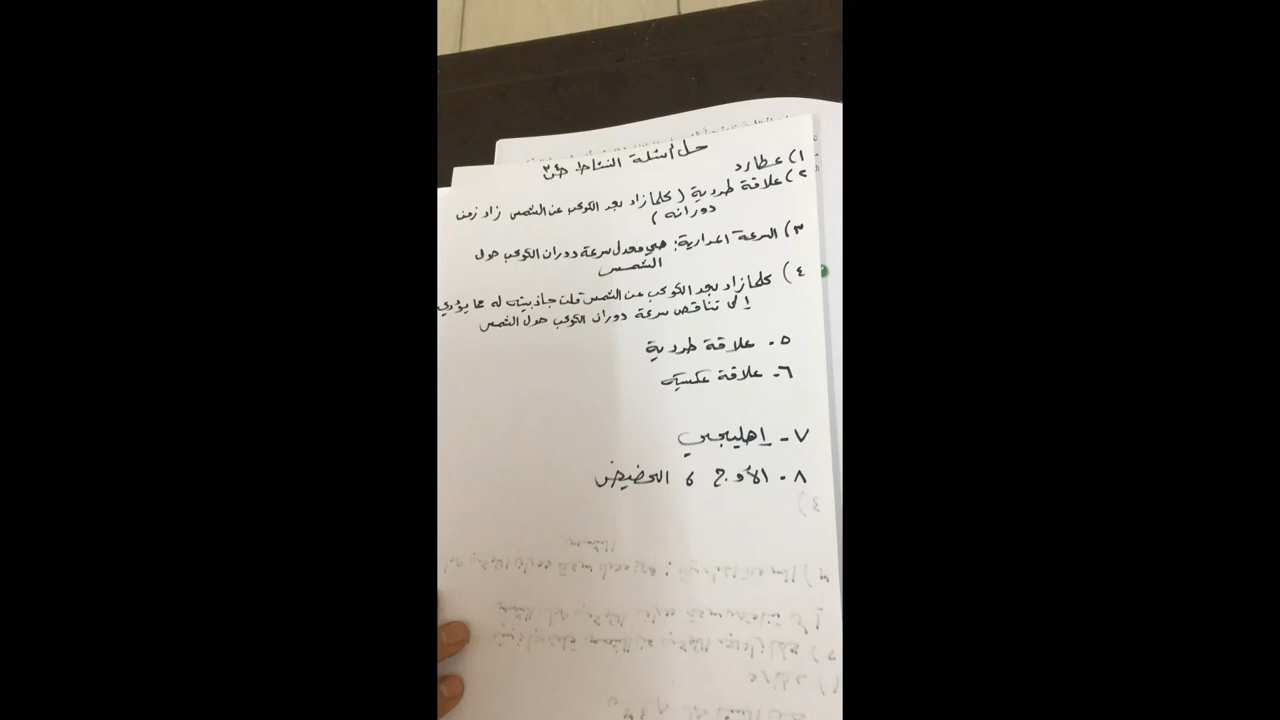 حل أسئلة النشاط ص٣٤
١) عطارد
٢) علاقة طردية ( كلما زاد بعد الكوكب عن الشمس زاد زمن
دورانه )
٣) السرعة المدارية: هي معدل سرعة دوران الكوكب حول
الشمس
٤) كلما زاد بعد الكوكب عن الشمس قلت جاذبيته له مما يؤدي
إلى تناقص سرعة دوران الكوكب حول الشمس
٥- علاقة طردية
٦- علاقة عكسية
٧- إهليجي
٨- الأوج ، الحضيض